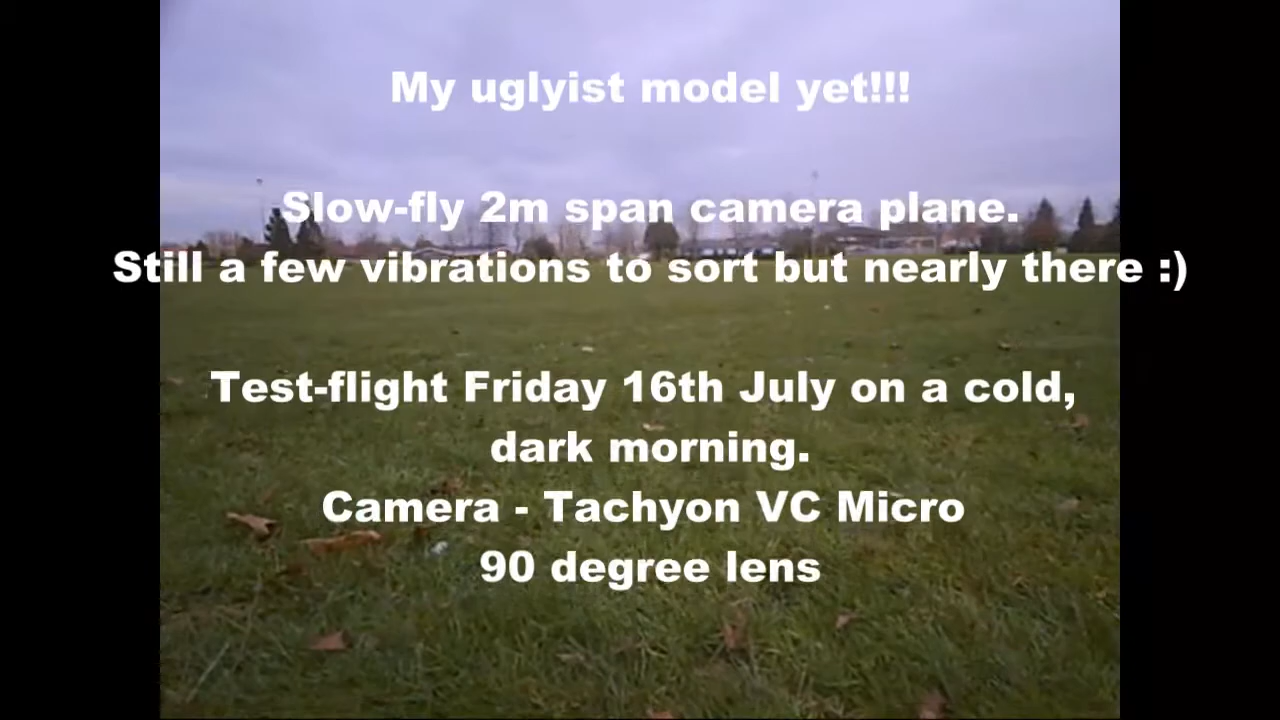 My uglyist model yet!!!
Slow-fly 2m span camera plane.
Still a few vibrations to sort but nearly there :)
Test-flight Friday 16th July on a cold,
dark morning.
Camera - Tachyon VC Micro
90 degree lens